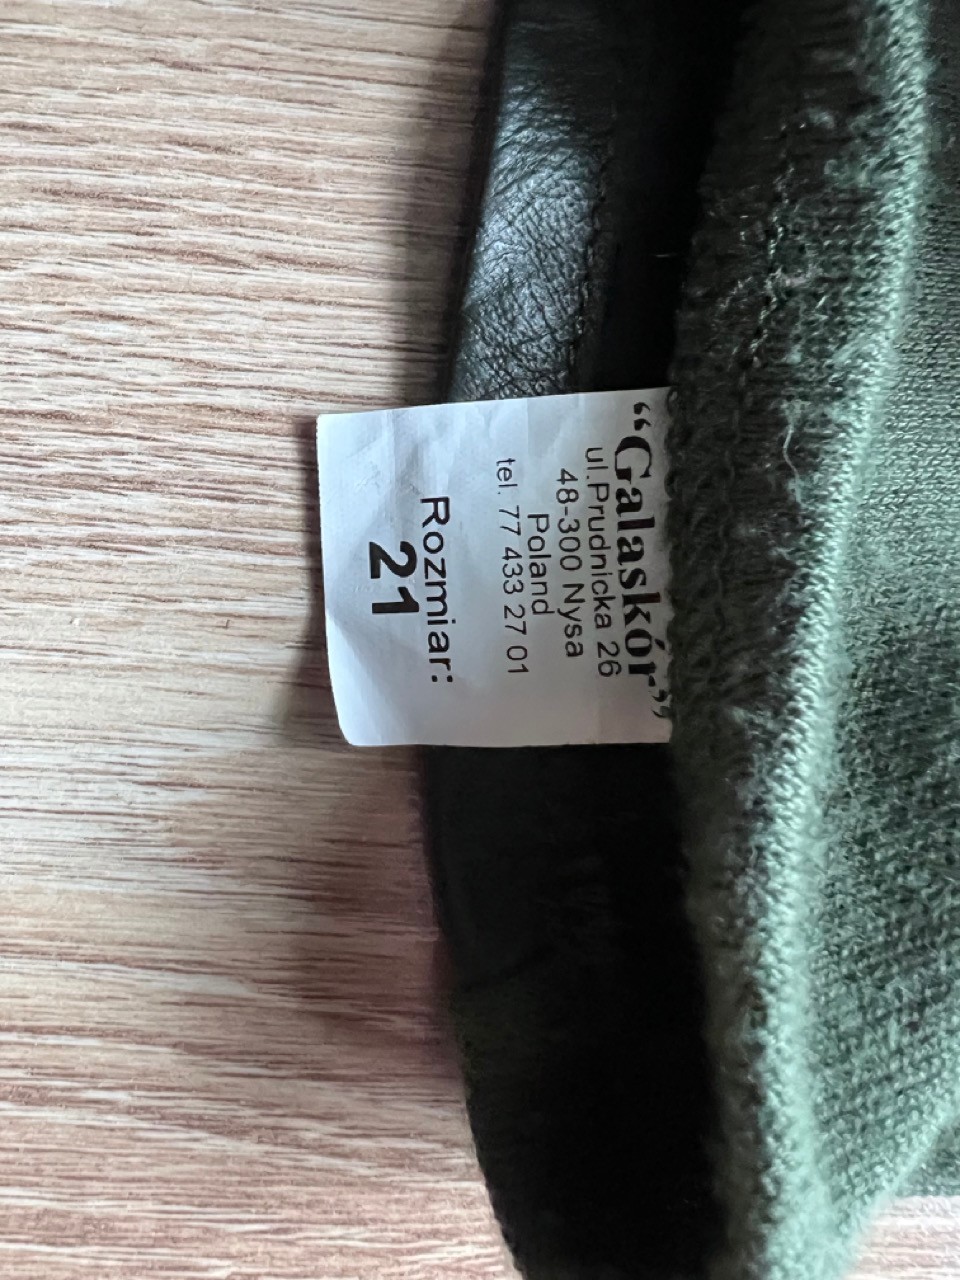 “Galaskór”
ul.Prudnicka 26
48-300 Nysa
Poland
tel. 77 433 27 01
Rozmiar:
21